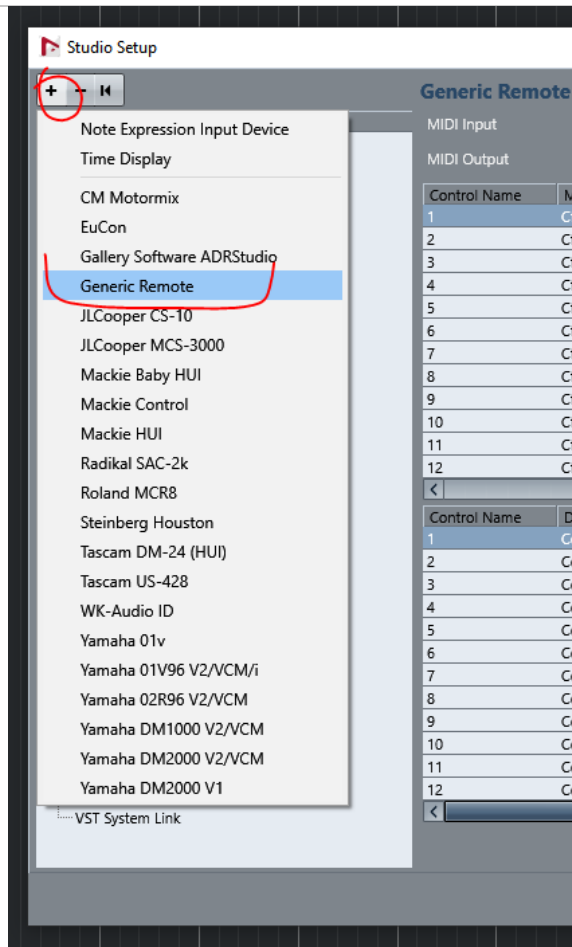 Studio Setup
+ -
Generic Remote
Note Expression Input Device
Time Display
CM Motormix
EuCon
Gallery Software ADRStudio
Generic Remote
JLCooper CS-10
JLCooper MCS-3000
Mackie Baby HUI
Mackie Control
Mackie HUI
Radikal SAC-2k
Roland MCR8
Steinberg Houston
Tascam DM-24 (HUI)
Tascam US-428
WK-Audio ID
Yamaha 01v
Yamaha 01V96 V2/VCM/i
Yamaha 02R96 V2/VCM
Yamaha DM1000 V2/VCM
Yamaha DM2000 V2/VCM
Yamaha DM2000 V1
VST System Link
MIDI Input
MIDI Output
Control Name
1
2
3
4
5
6
7
8
9
10
11
12
Control Name
1
2
3
4
5
6
7
8
9
10
11
12